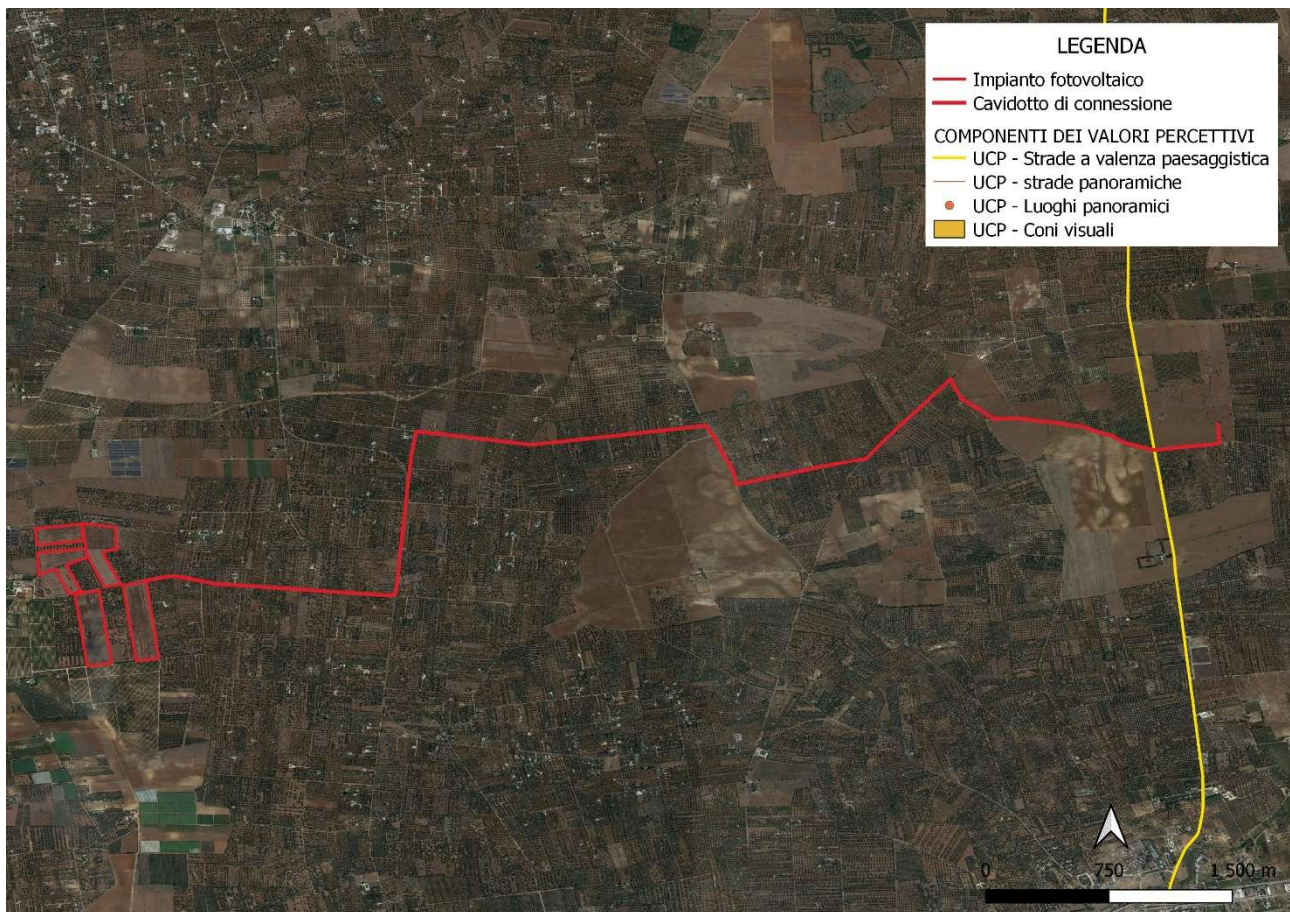 LEGENDA
Impianto fotovoltaico
Cavidotto di connessione
COMPONENTI DEI VALORI PERCETTIVI
UCP - Strade a valenza paesaggistica
UCP - strade panoramiche
UCP - Luoghi panoramici
UCP - Coni visuali
0 750 1.500 m